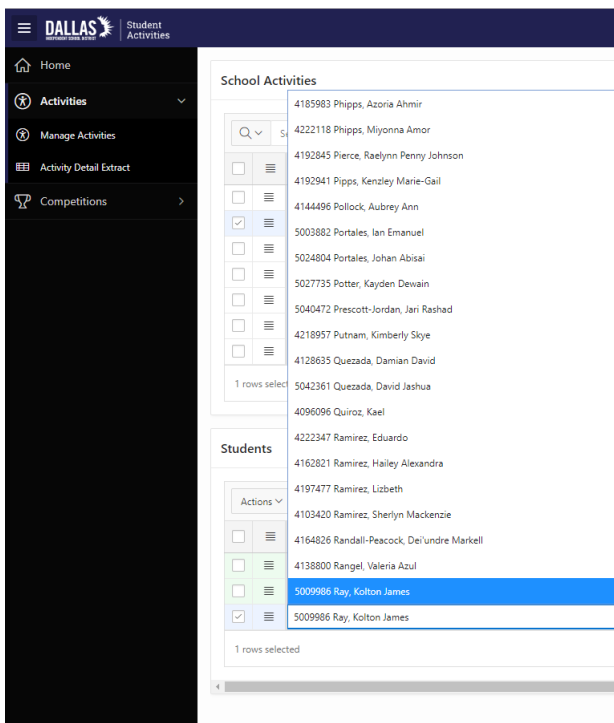 DALLAS
INDEPENDENT SCHOOL DISTRICT
Student
Activities
Home
Activities
Manage Activities
Activity Detail Extract
Competitions
School Activities
4185983 Phipps, Azoria Ahmir
4222118 Phipps, Miyonna Amor
4192845 Pierce, Raelynn Penny Johnson
4192941 Pipps, Kenzley Marie-Gail
4144496 Pollock, Aubrey Ann
5003882 Portales, Ian Emanuel
5024804 Portales, Johan Abisai
5027735 Potter, Kayden Dewain
5040472 Prescott-Jordan, Jari Rashad
4218957 Putnam, Kimberly Skye
4128635 Quezada, Damian David
5042361 Quezada, David Jashua
4096096 Quiroz, Kael
4222347 Ramirez, Eduardo
4162821 Ramirez, Hailey Alexandra
4197477 Ramirez, Lizbeth
4103420 Ramirez, Sherlyn Mackenzie
4164826 Randall-Peacock, Dei'undre Markell
4138800 Rangel, Valeria Azul
5009986 Ray, Kolton James
5009986 Ray, Kolton James
1 rows select
Students
Actions
1 rows selected